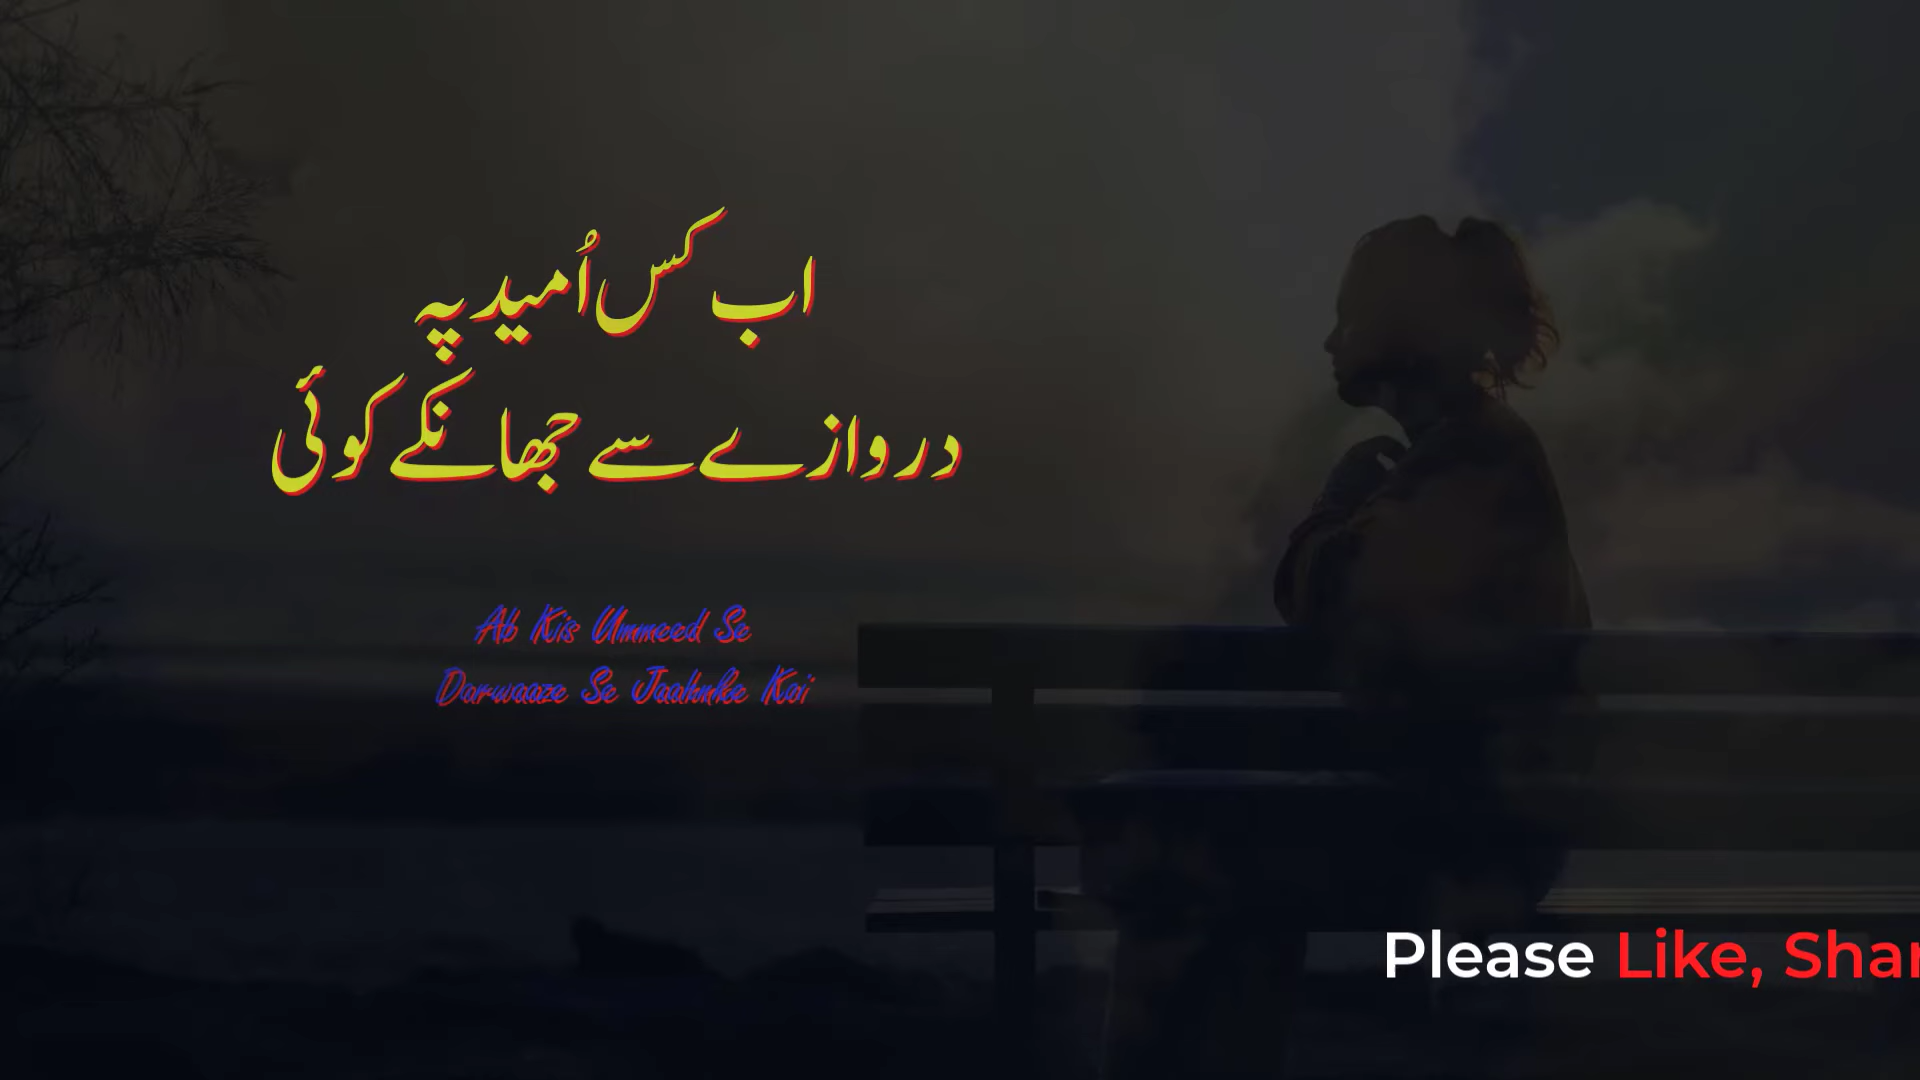 اب کس اُمید پہ
دروازے سے جھانکے کوئی
Ab Kis Ummeed Se
Darwaaze Se Jaahnke Koi
Please Like, Shar